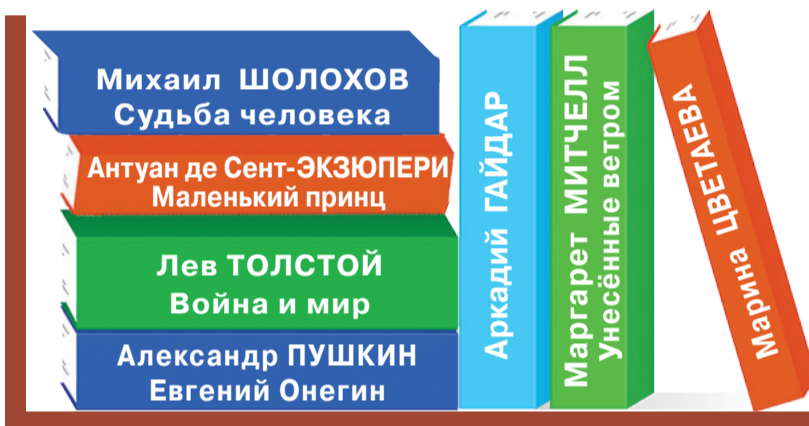 Михаил ШОЛОХОВ
Судьба человека
Антуан де Сент-ЭКЗЮПЕРИ
Маленький принц
Лев ТОЛСТОЙ
Война и мир
Александр ПУШКИН
Евгений Онегин
Аркадий ГАЙДАР
Маргарет МИТЧЕЛЛ
Унесённые ветром
Марина ЦВЕТАЕВА